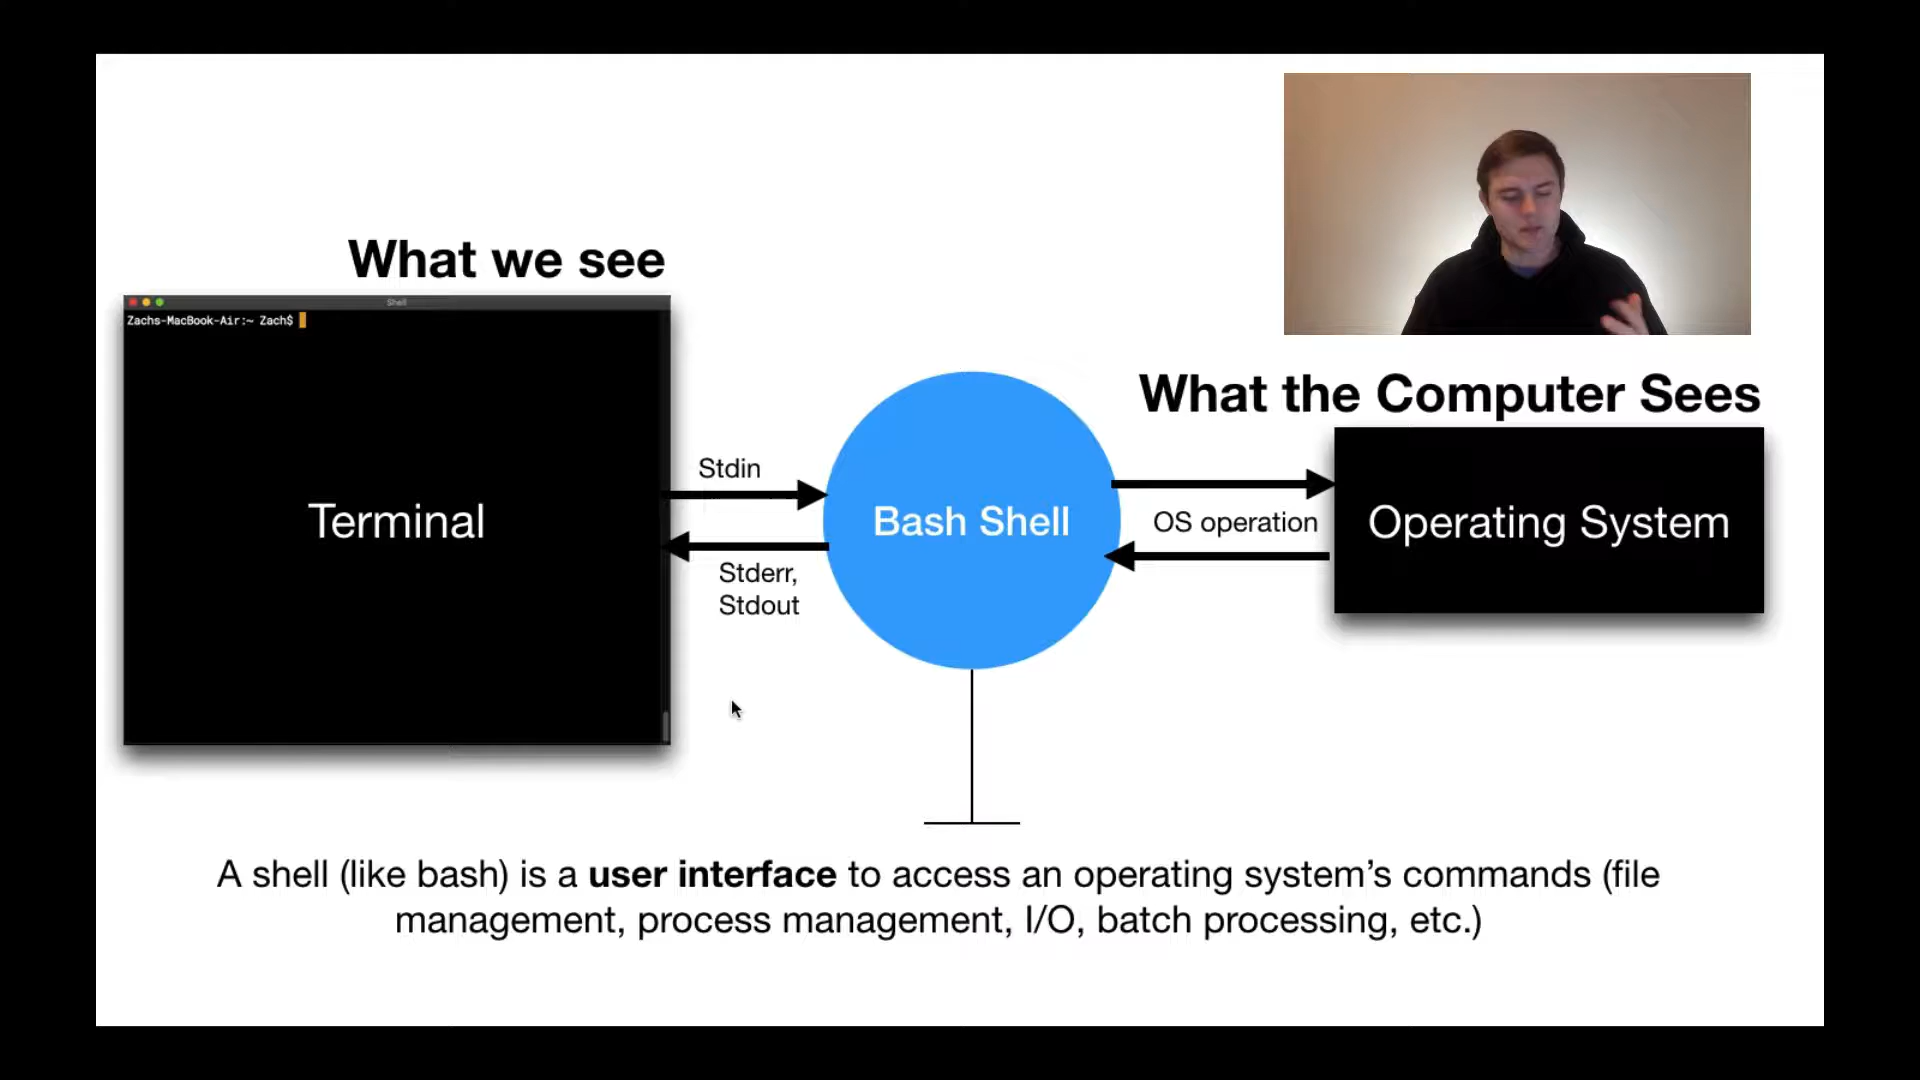 What we see
Shell
Zachs-MacBook-Air:~ Zach$
Terminal
Stdin
Stderr,
Stdout
Bash Shell
What the Computer Sees
OS operation
Operating System
A shell (like bash) is a user interface to access an operating system’s commands (file
management, process management, I/O, batch processing, etc.)